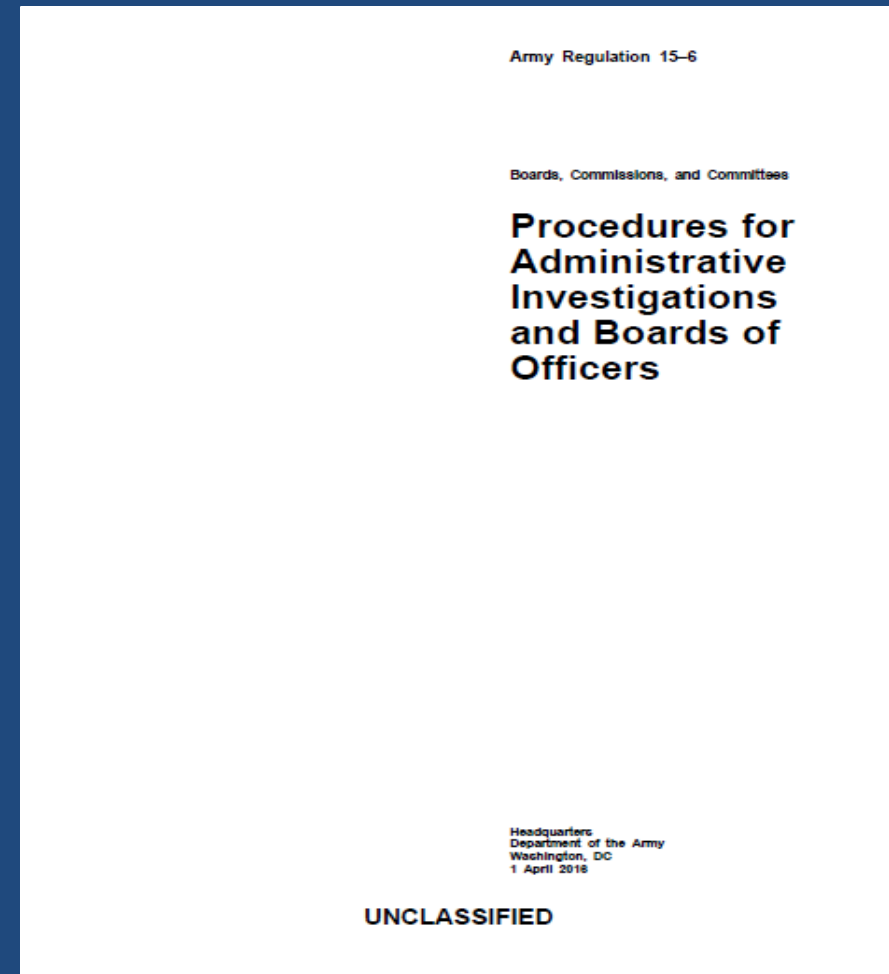 Army Regulation 15–6
Boards, Commissions, and Committees
Procedures for
Administrative
Investigations
and Boards of
Officers
Headquarters
Department of the Army
Washington, DC
1 April 2016
UNCLASSIFIED